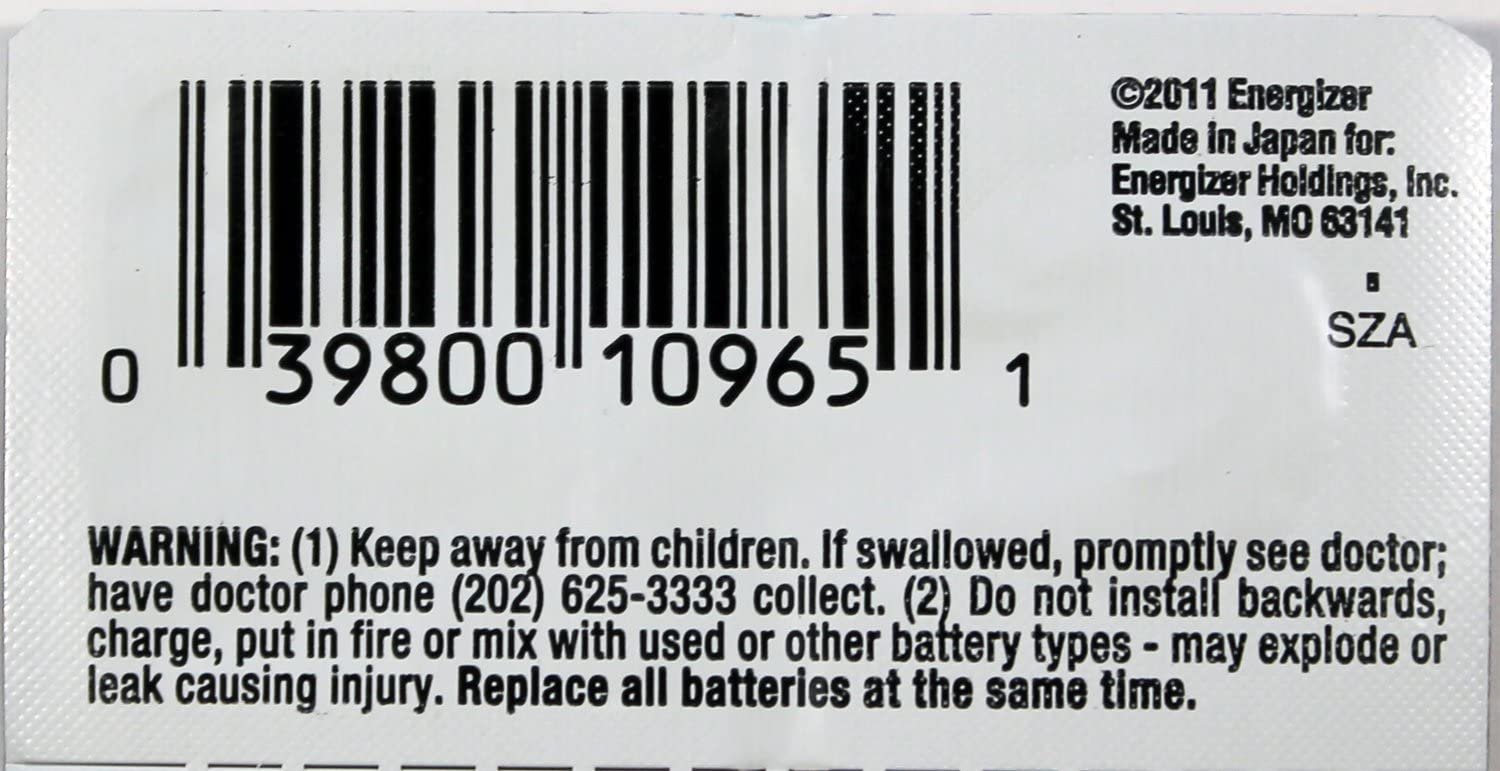 ©2011 Energizer
Made in Japan for:
Energizer Holdings, Inc.
St. Louis, MO 63141
SZA
0 39800 10965 1
WARNING: (1) Keep away from children. If swallowed, promptly see doctor;
have doctor phone (202) 625-3333 collect. (2) Do not install backwards,
charge, put in fire or mix with used or other battery types - may explode or
leak causing injury. Replace all batteries at the same time.